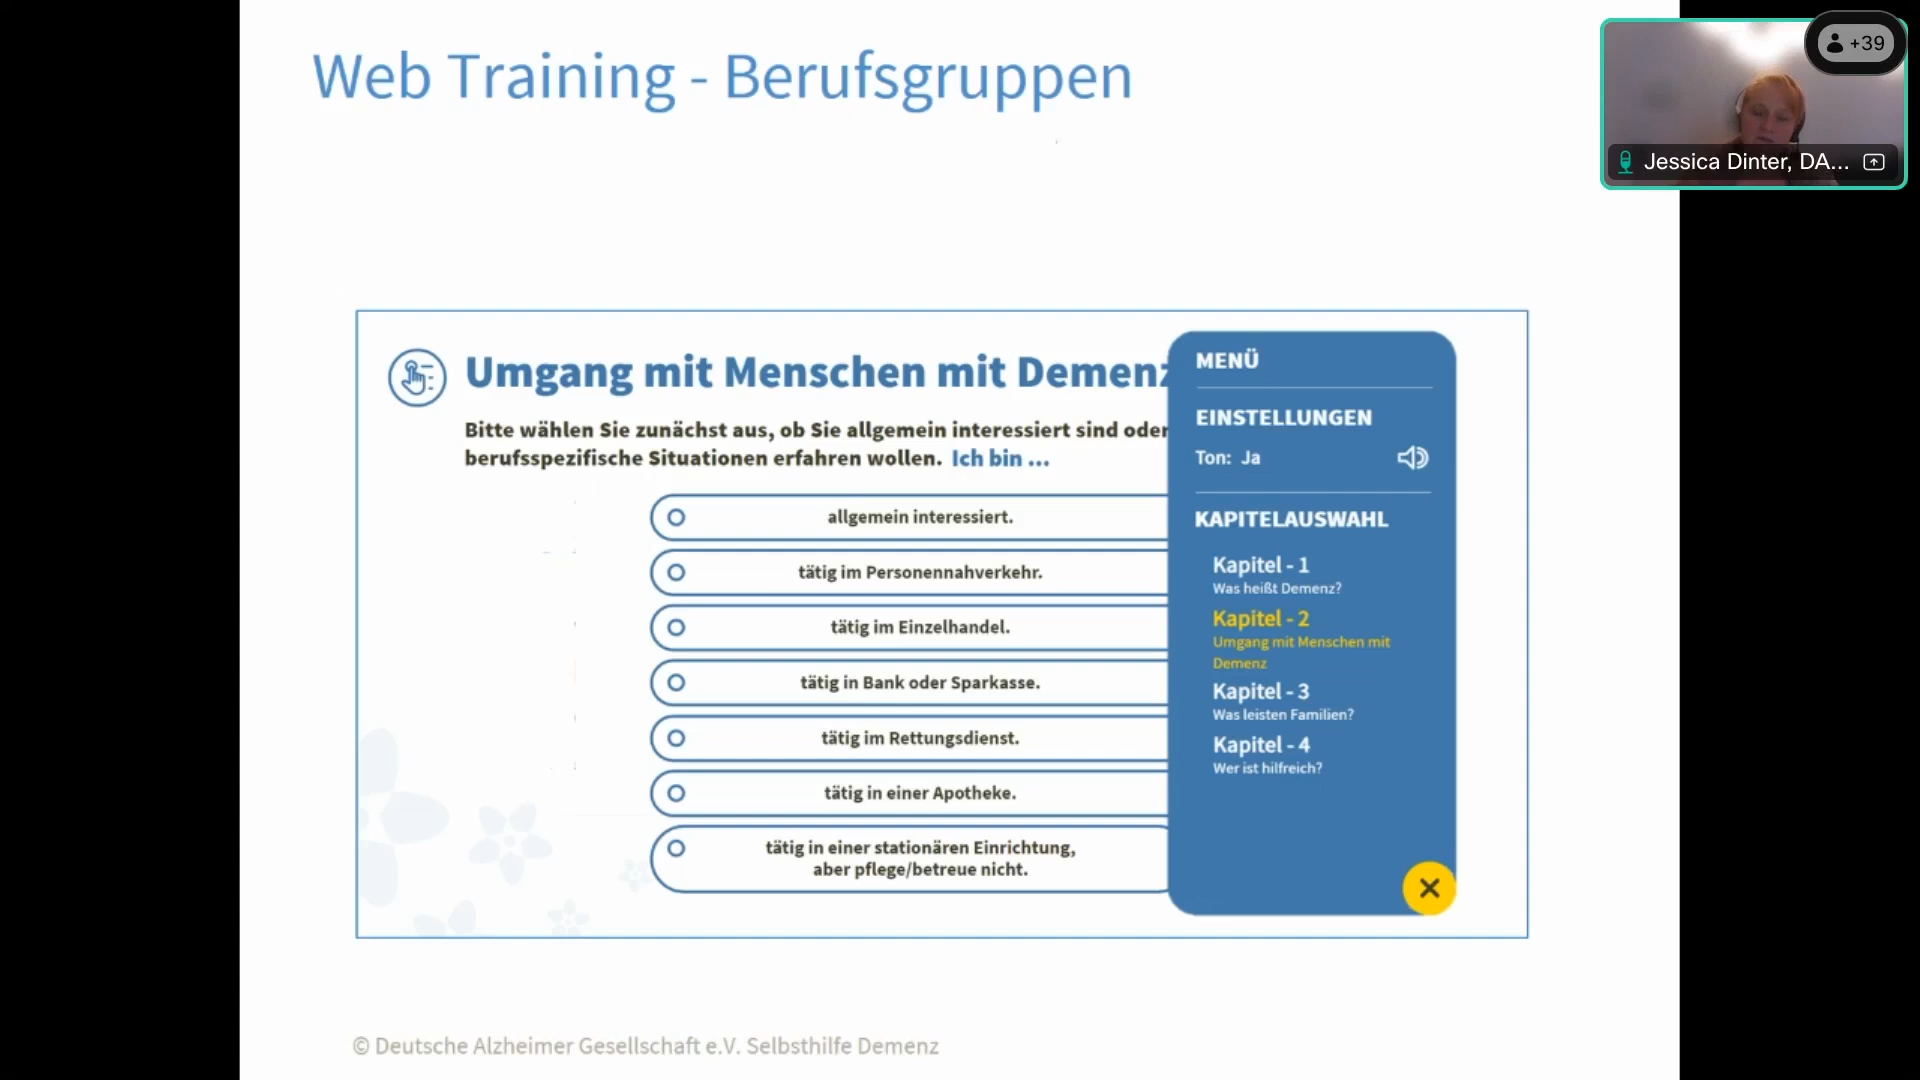 Web Training - Berufsgruppen
+39
Jessica Dinter, DA...
Umgang mit Menschen mit Demenz
Bitte wählen Sie zunächst aus, ob Sie allgemein interessiert sind oder
berufsspezifische Situationen erfahren wollen. Ich bin ...
allgemein interessiert.
tätig im Personennahverkehr.
tätig im Einzelhandel.
tätig in Bank oder Sparkasse.
tätig im Rettungsdienst.
tätig in einer Apotheke.
tätig in einer stationären Einrichtung,
aber pflege/betreue nicht.
MENÜ
EINSTELLUNGEN
Ton: Ja
KAPITELAUSWAHL
Kapitel - 1
Was heißt Demenz?
Kapitel - 2
Umgang mit Menschen mit
Demenz
Kapitel - 3
Was leisten Familien?
Kapitel - 4
Wer ist hilfreich?
© Deutsche Alzheimer Gesellschaft e.V. Selbsthilfe Demenz